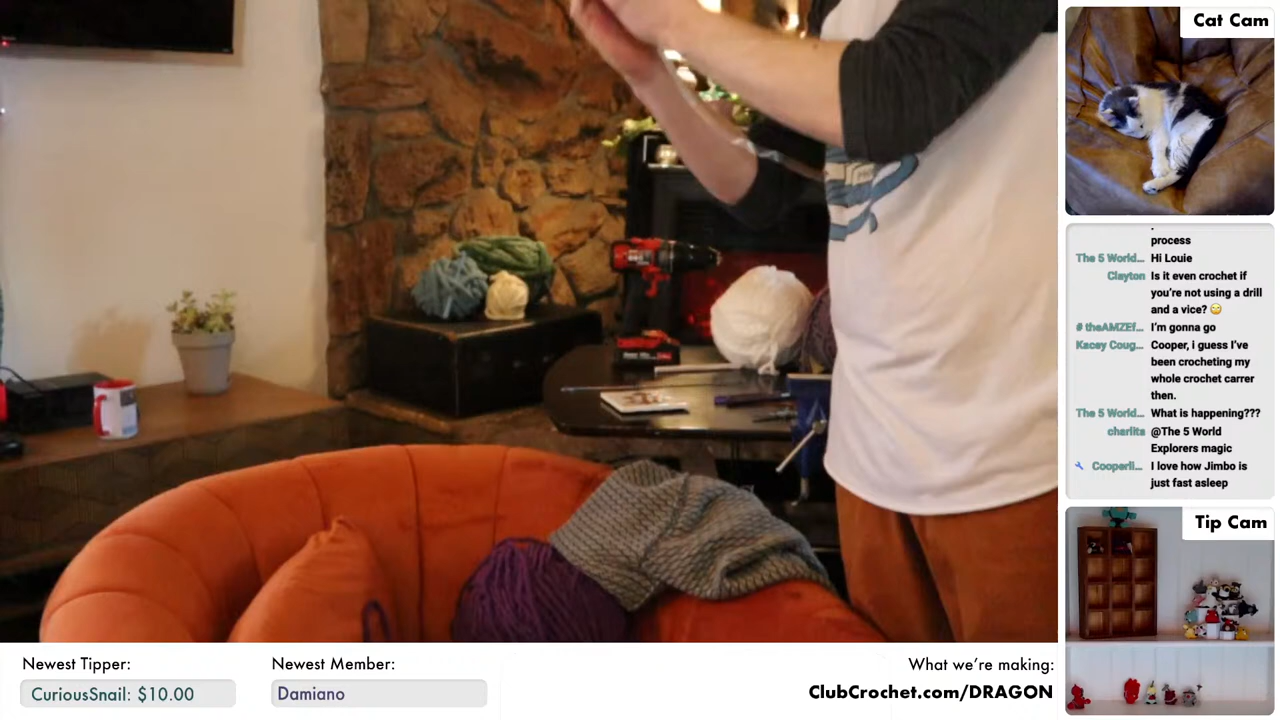 Cat Cam
process
The 5 World... Hi Louie
Clayton Is it even crochet if
you're not using a drill
and a vice?
# theAMZEf... I'm gonna go
Kacey Coug... Cooper, i guess I've
been crocheting my
whole crochet carrer
then.
The 5 World... What is happening???
charlita @The 5 World
Explorers magic
Cooperli... I love how Jimbo is
just fast asleep
Tip Cam
Newest Tipper:
CuriousSnail: $10.00
Newest Member:
Damiano
What we're making:
ClubCrochet.com/DRAGON